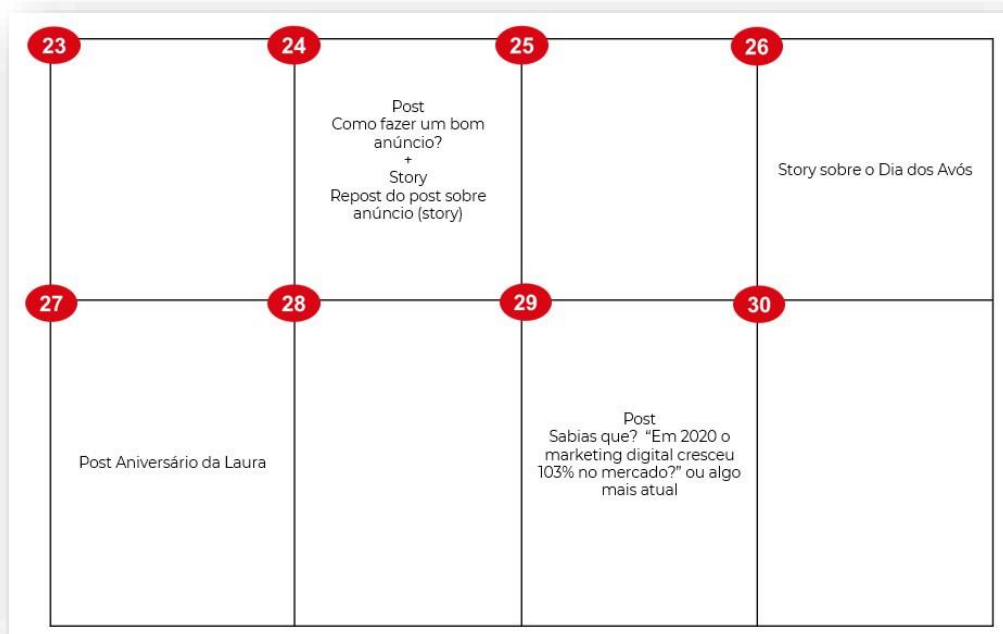 23
24
25
26
Post
Como fazer um bom
anúncio?
+
Story
Repost do post sobre
anúncio (story)
Story sobre o Dia dos Avós
27
28
29
30
Post Aniversário da Laura
Post
Sabias que? “Em 2020 o
marketing digital cresceu
103% no mercado?” ou algo
mais atual